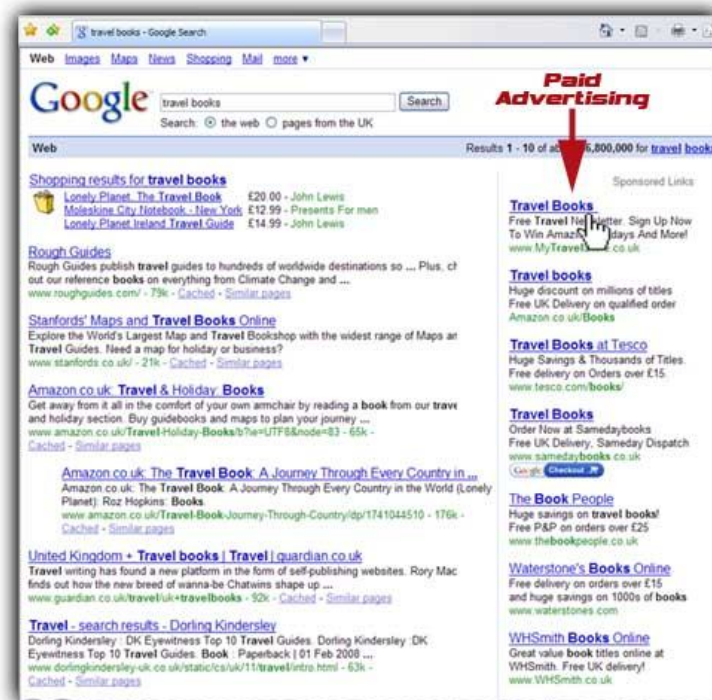 travel books - Google Search
Web Images Maps News Shopping Mail more ▼
Google
travel books
Search
Search: the web pages from the UK
Paid
Advertising
Web
Results 1 - 10 of 6,800,000 for travel books
Shopping results for travel books
Lonely Planet. The Travel Book £20.00 - John Lewis
Moleskine City Notebook - New York £12.99 - Presents For men
Lonely Planet Ireland Travel Guide £14.99 - John Lewis
Rough Guides
Rough Guides publish travel guides to hundreds of worldwide destinations so ... Plus, ch
out our reference books on everything from Climate Change and ...
www.roughguides.com/ - 79k - Cached - Similar pages
Stanfords' Maps and Travel Books Online
Explore the World's Largest Map and Travel Bookshop with the widest range of Maps an
Travel Guides. Need a map for holiday or business?
www.stanfords.co.uk/ - 21k - Cached - Similar pages
Amazon.co.uk: Travel & Holiday: Books
Get away from it all in the comfort of your own armchair by reading a book from our trave
and holiday section. Buy guidebooks and maps to plan your journey ...
www.amazon.co.uk/Travel-Holiday-Books/b?ie=UTF8&node=83 - 65k -
Cached - Similar pages
Amazon.co.uk: The Travel Book: A Journey Through Every Country in ...
Amazon.co.uk: The Travel Book: A Journey Through Every Country in the World (Lonely
Planet): Roz Hopkins: Books
www.amazon.co.uk/Travel-Book-Journey-Through-Country/dp/1741044510 - 176k -
Cached - Similar pages
United Kingdom + Travel books | Travel | guardian.co.uk
Travel writing has found a new platform in the form of self-publishing websites. Rory Mac
finds out how the new breed of wanna-be Chatwins shape up ...
www.guardian.co.uk/travel/uk+travelbooks - 92k - Cached - Similar pages
Travel - search results - Dorling Kindersley
Dorling Kindersley : DK Eyewitness Top 10 Travel Guides. Dorling Kindersley :DK
Eyewitness Top 10 Travel Guides. Book : Paperback | 01 Feb 2008 ...
www.dorlingkindersley-uk.co.uk/static/cs/uk/11/travel/intro.html - 63k -
Cached - Similar pages
Sponsored Links
Travel Books
Free Travel Newsletter. Sign Up Now
To Win And More!
www.MyTravel .co.uk
Travel books
Huge discount on millions of titles
Free UK Delivery on qualified order
Amazon.co.uk/Books
Travel Books at Tesco
Huge Savings & Thousands of Titles.
Free delivery on Orders over £15.
www.tesco.com/books/
Travel Books
Order Now at Samedaybooks
Free UK Delivery, Sameday Dispatch
www.samedaybooks.co.uk
Google Checkout
The Book People
Huge savings on travel books!
Free P&P on orders over £25
www.thebookpeople.co.uk
Waterstone's Books Online
Free delivery on orders over £15
and huge savings on 1000s of books
www.waterstones.com
WHSmith Books Online
Great value book titles online at
WHSmith. Free UK delivery!
www.WHSmith.co.uk